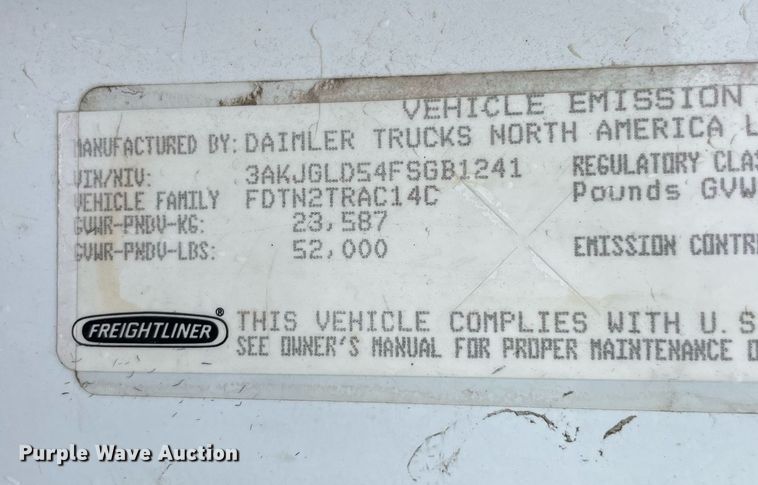 VEHICLE EMISSION
MANUFACTURED BY: DAIMLER TRUCKS NORTH AMERICA L
VIN/NIV: 3AKJGLD54FSGB1241 REGULATORY CLAS
VEHICLE FAMILY FDTN2TRAC14C Pounds GVW
GVWR-PNBV-KG: 23,587
GVWR-PNBV-LBS: 52,000 EMISSION CONTR
FREIGHTLINER®
THIS VEHICLE COMPLIES WITH U.S
SEE OWNER'S MANUAL FOR PROPER MAINTENANCE O
Purple Wave Auction